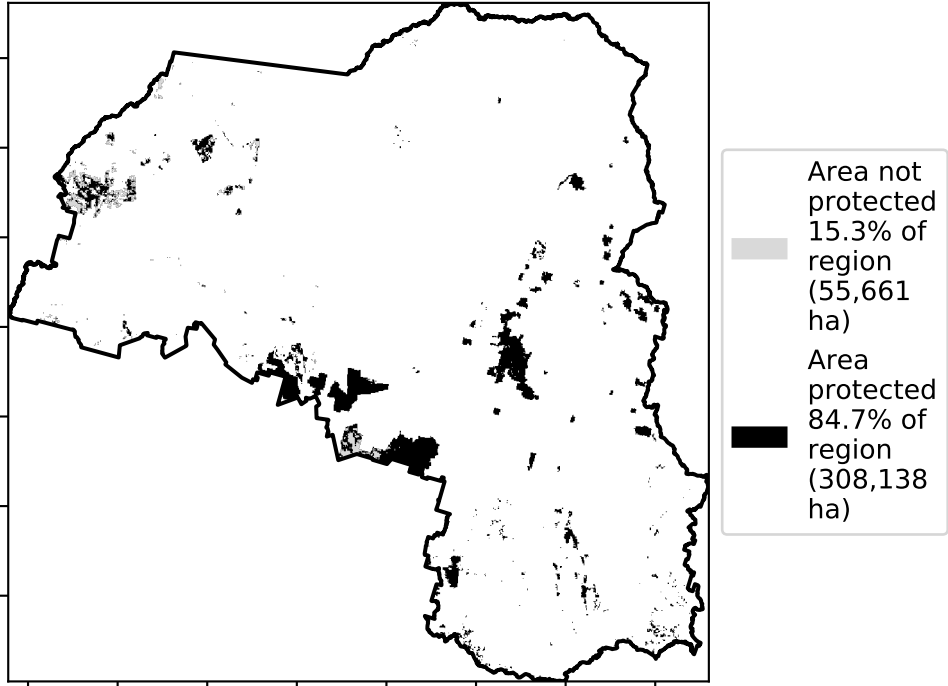 Area not
protected
15.3% of
region
(55,661
ha)
Area
protected
84.7% of
region
(308,138
ha)